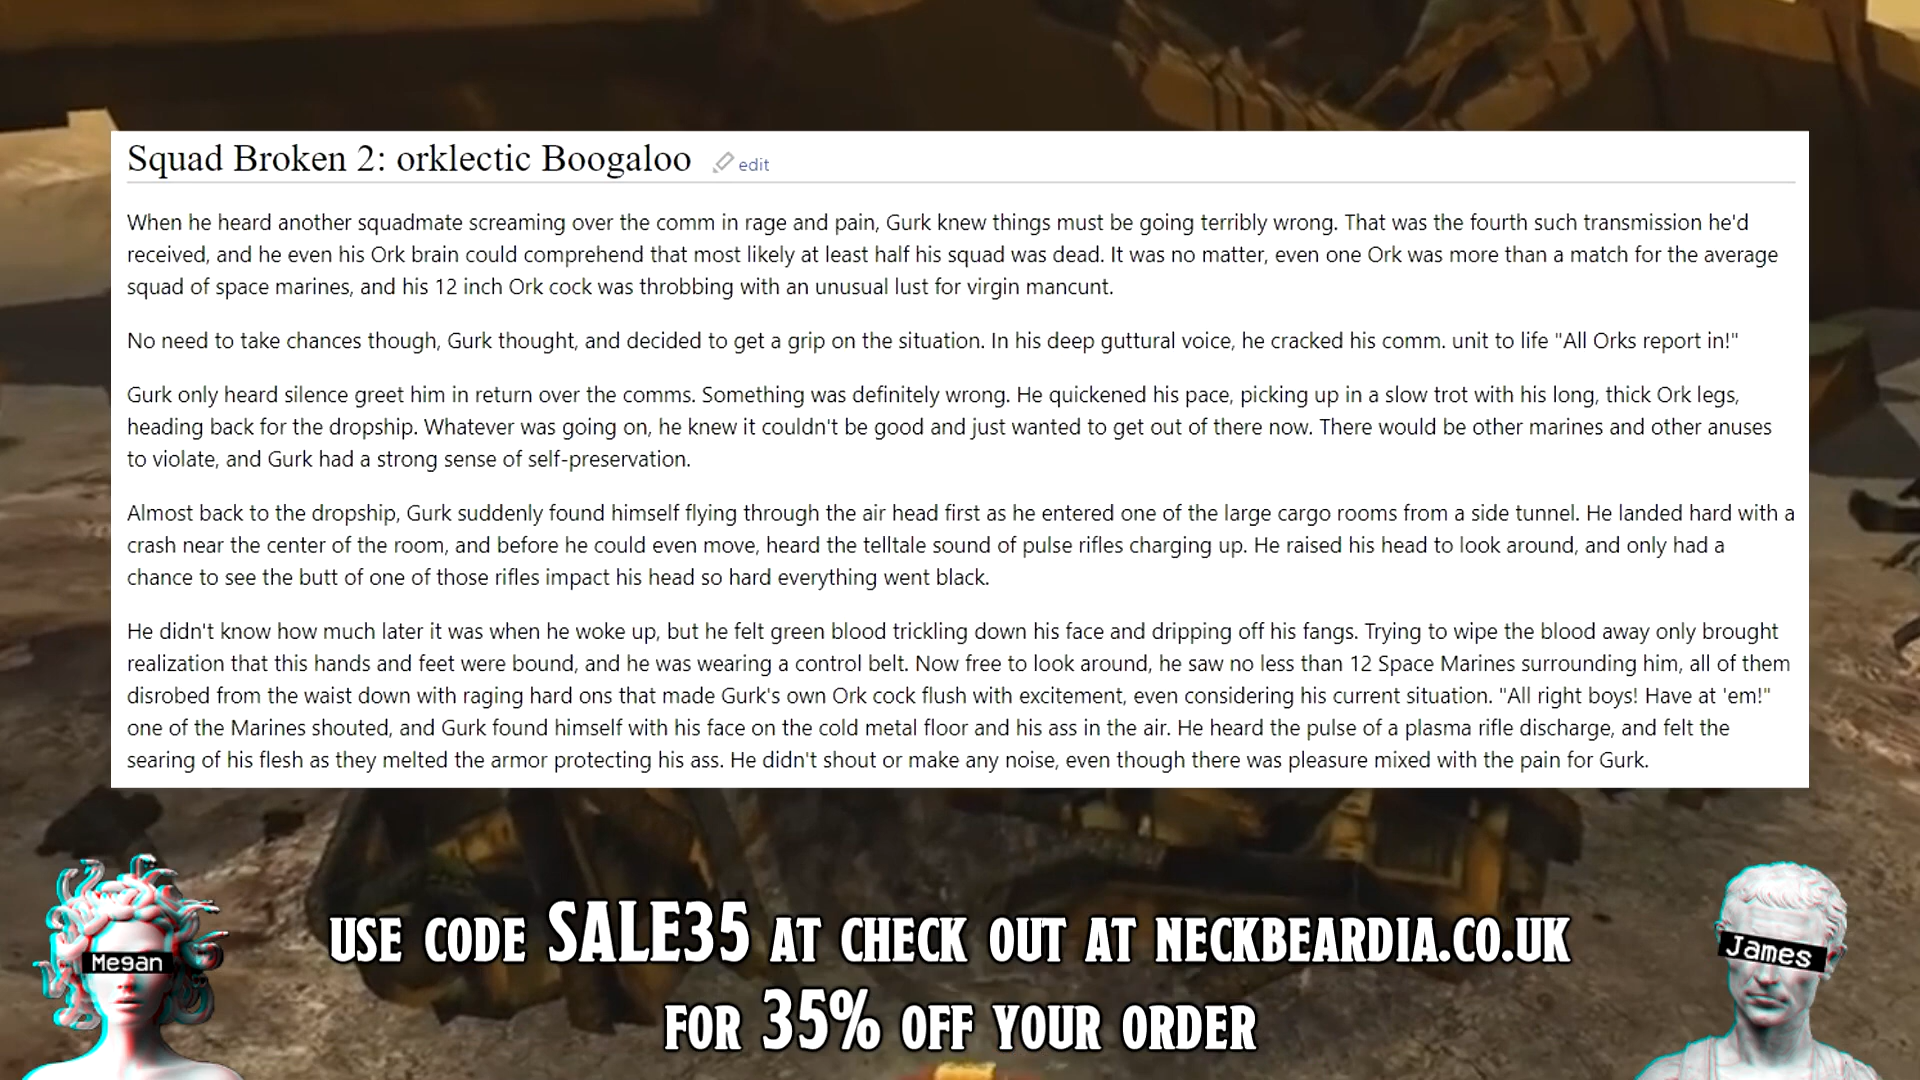 Squad Broken 2: orklectic Boogaloo edit
When he heard another squadmate screaming over the comm in rage and pain, Gurk knew things must be going terribly wrong. That was the fourth such transmission he'd
received, and he even his Ork brain could comprehend that most likely at least half his squad was dead. It was no matter, even one Ork was more than a match for the average
squad of space marines, and his 12 inch Ork cock was throbbing with an unusual lust for virgin mancunt.
No need to take chances though, Gurk thought, and decided to get a grip on the situation. In his deep guttural voice, he cracked his comm. unit to life "All Orks report in!"
Gurk only heard silence greet him in return over the comms. Something was definitely wrong. He quickened his pace, picking up in a slow trot with his long, thick Ork legs,
heading back for the dropship. Whatever was going on, he knew it couldn't be good and just wanted to get out of there now. There would be other marines and other anuses
to violate, and Gurk had a strong sense of self-preservation.
Almost back to the dropship, Gurk suddenly found himself flying through the air head first as he entered one of the large cargo rooms from a side tunnel. He landed hard with a
crash near the center of the room, and before he could even move, heard the telltale sound of pulse rifles charging up. He raised his head to look around, and only had a
chance to see the butt of one of those rifles impact his head so hard everything went black.
He didn't know how much later it was when he woke up, but he felt green blood trickling down his face and dripping off his fangs. Trying to wipe the blood away only brought
realization that this hands and feet were bound, and he was wearing a control belt. Now free to look around, he saw no less than 12 Space Marines surrounding him, all of them
disrobed from the waist down with raging hard ons that made Gurk's own Ork cock flush with excitement, even considering his current situation. "All right boys! Have at 'em!"
one of the Marines shouted, and Gurk found himself with his face on the cold metal floor and his ass in the air. He heard the pulse of a plasma rifle discharge, and felt the
searing of his flesh as they melted the armor protecting his ass. He didn't shout or make any noise, even though there was pleasure mixed with the pain for Gurk.
USE CODE SALE35 AT CHECK OUT AT NECKBEARDIA.CO.UK
FOR 35% OFF YOUR ORDER
Megan
James